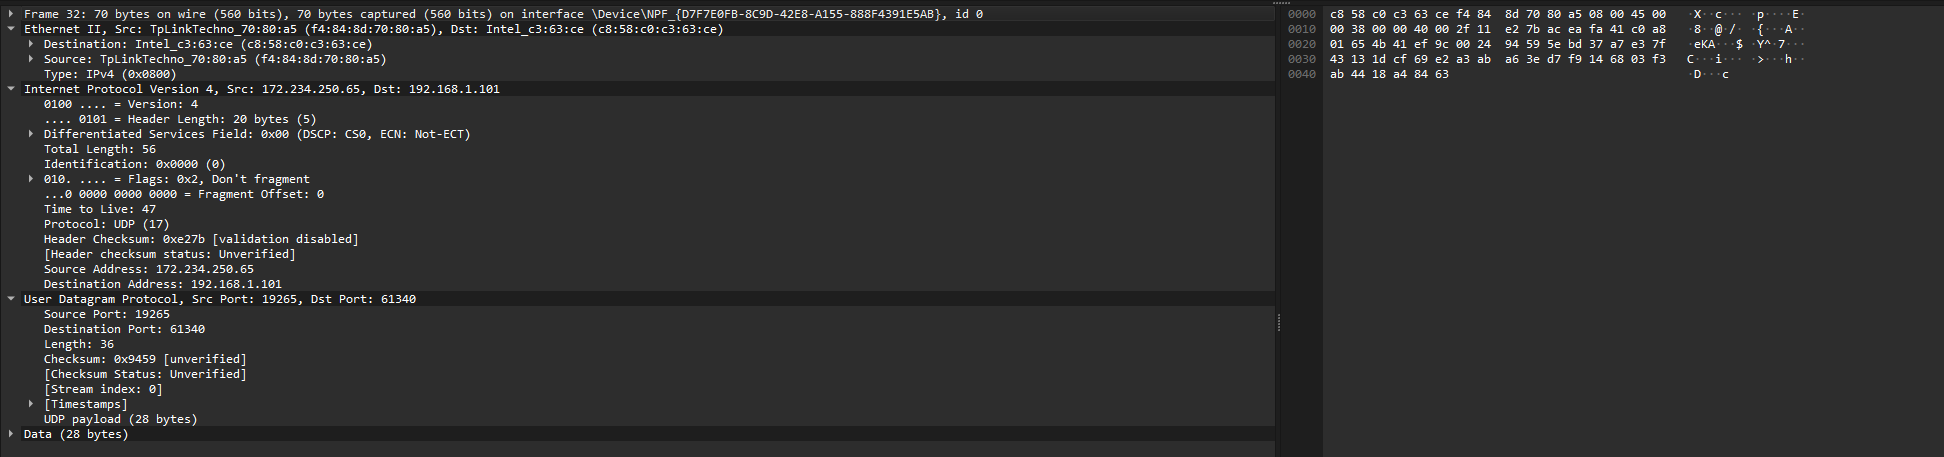 Frame 32: 70 bytes on wire (560 bits), 70 bytes captured (560 bits) on interface \Device\NPF_{D7F7E0FB-8C9D-42E8-A155-888F4391E5AB}, id 0
Ethernet II, Src: TpLinkTechno_70:80:a5 (f4:84:8d:70:80:a5), Dst: Intel_c3:63:ce (c8:58:c0:c3:63:ce)
Destination: Intel_c3:63:ce (c8:58:c0:c3:63:ce)
Source: TpLinkTechno_70:80:a5 (f4:84:8d:70:80:a5)
Type: IPv4 (0x0800)
Internet Protocol Version 4, Src: 172.234.250.65, Dst: 192.168.1.101
0100 .... = Version: 4
.... 0101 = Header Length: 20 bytes (5)
Differentiated Services Field: 0x00 (DSCP: CS0, ECN: Not-ECT)
Total Length: 56
Identification: 0x0000 (0)
010. .... = Flags: 0x2, Don't fragment
...0 0000 0000 0000 = Fragment Offset: 0
Time to Live: 47
Protocol: UDP (17)
Header Checksum: 0xe27b [validation disabled]
[Header checksum status: Unverified]
Source Address: 172.234.250.65
Destination Address: 192.168.1.101
User Datagram Protocol, Src Port: 19265, Dst Port: 61340
Source Port: 19265
Destination Port: 61340
Length: 36
Checksum: 0x9459 [unverified]
[Checksum Status: Unverified]
[Stream index: 0]
[Timestamps]
UDP payload (28 bytes)
Data (28 bytes)
0000 c8 58 c0 c3 63 ce f4 84 8d 70 80 a5 08 00 45 00 ·X··c··· ·p····E·
0010 00 38 00 00 40 00 2f 11 e2 7b ac ea fa 41 c0 a8 ·8··@·/· ·{···A··
0020 01 65 4b 41 ef 9c 00 24 94 59 5e bd 37 a7 e3 7f ·eKA···$ ·Y^·7···
0030 43 13 1d cf 69 e2 a3 ab a6 3e d7 f9 14 68 03 f3 C···i··· ·>···h··
0040 ab 44 18 a4 84 63 ·D···c